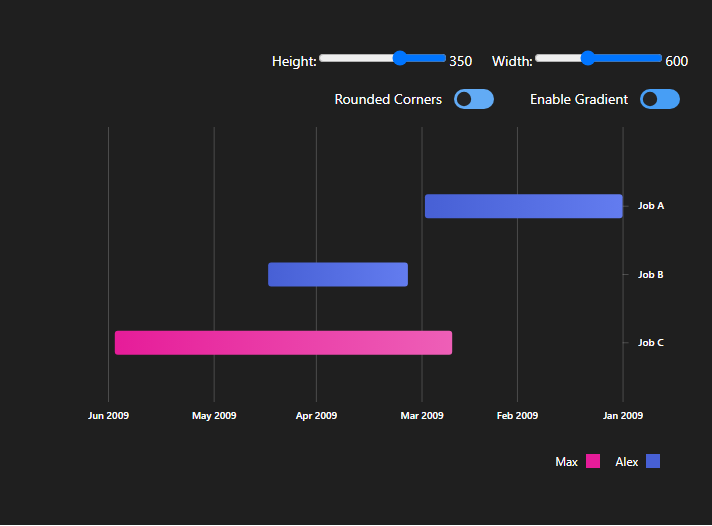 Height: 350 Width: 600
Rounded Corners Enable Gradient
Job A
Job B
Job C
Jun 2009 May 2009 Apr 2009 Mar 2009 Feb 2009 Jan 2009
Max Alex